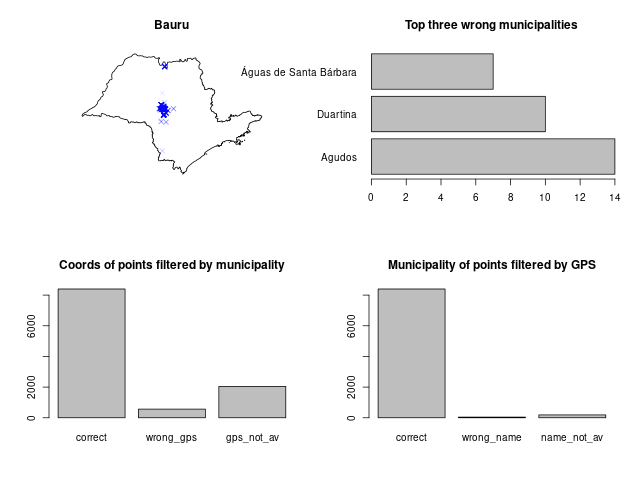 Bauru
Top three wrong municipalities
Águas de Santa Bárbara
Duartina
Agudos
0 2 4 6 8 10 12 14
Coords of points filtered by municipality
6000
2000
0
correct wrong_gps gps_not_av
Municipality of points filtered by GPS
6000
2000
0
correct wrong_name name_not_av